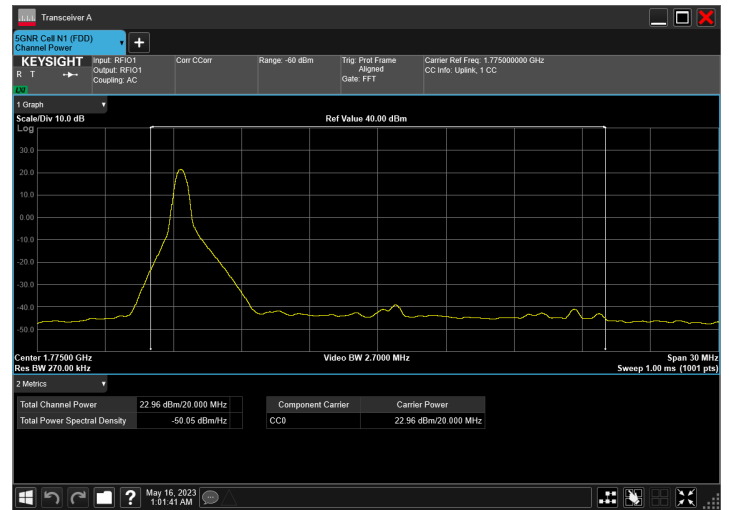 Transceiver A
5GNR Cell N1 (FDD)
Channel Power
KEYSIGHT
R T
LXI
Input: RFIO1
Output: RFIO1
Coupling: AC
Corr CCorr
Range: -60 dBm
Trig: Prot Frame
Aligned
Gate: FFT
Carrier Ref Freq: 1.775000000 GHz
CC Info: Uplink, 1 CC
1 Graph
Scale/Div 10.0 dB
Ref Value 40.00 dBm
Log
30.0
20.0
10.0
0.00
-10.0
-20.0
-30.0
-40.0
-50.0
Center 1.77500 GHz
Video BW 2.7000 MHz
Span 30 MHz
Res BW 270.00 kHz
Sweep 1.00 ms (1001 pts)
2 Metrics
Total Channel Power 22.96 dBm/20.000 MHz
Total Power Spectral Density -50.05 dBm/Hz
Component Carrier Carrier Power
CC0 22.96 dBm/20.000 MHz
May 16, 2023
1:01:41 AM